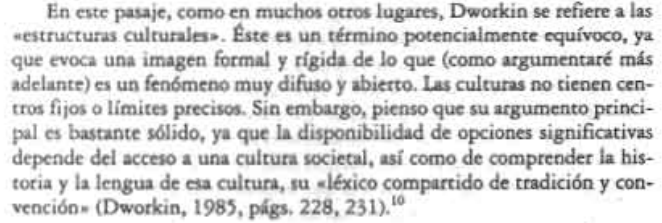 En este pasaje, como en muchos otros lugares, Dworkin se refiere a las
«estructuras culturales». Éste es un término potencialmente equívoco, ya
que evoca una imagen formal y rígida de lo que (como argumentaré más
adelante) es un fenómeno muy difuso y abierto. Las culturas no tienen cen-
tros fijos o límites precisos. Sin embargo, pienso que su argumento princi-
pal es bastante sólido, ya que la disponibilidad de opciones significativas
depende del acceso a una cultura societal, así como de comprender la his-
toria y la lengua de esa cultura, su «léxico compartido de tradición y con-
vención» (Dworkin, 1985, págs. 228, 231).¹⁰